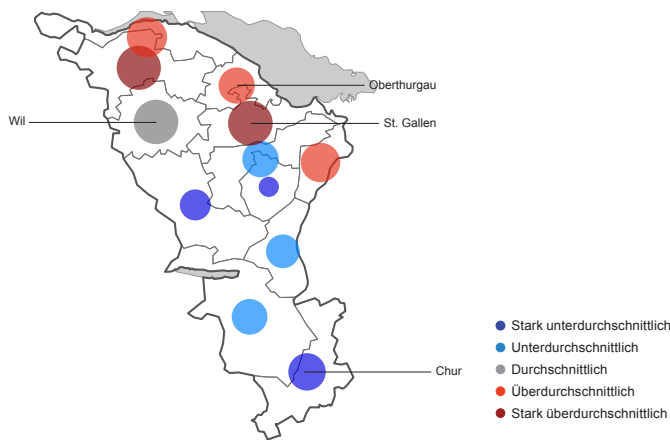 Oberthurgau
Wil
St. Gallen
Chur
Stark unterdurchschnittlich
Unterdurchschnittlich
Durchschnittlich
Überdurchschnittlich
Stark überdurchschnittlich